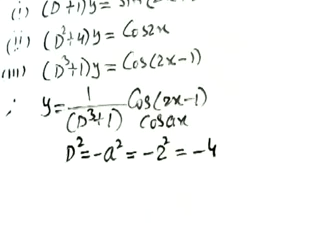 (i) (D+1)y =
(ii) (D²+4)y = Cos2x
(iii) (D³+1)y = Cos(2x-1)
∴ y = 1/(D³+1) Cos(2x-1)
cosax
D² = -a² = -2² = -4